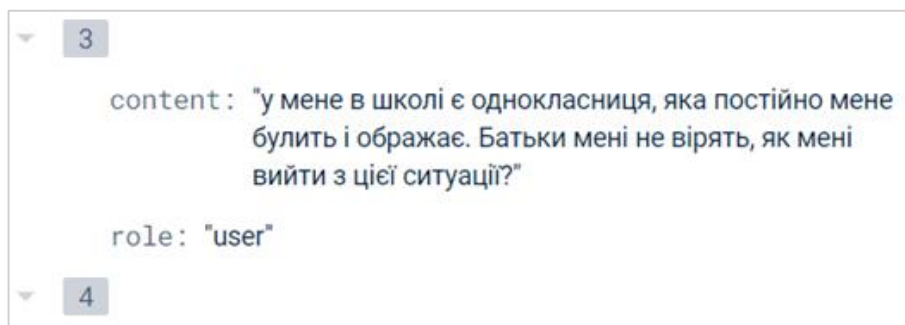 3
content: "у мене в школі є однокласниця, яка постійно мене
булить і ображає. Батьки мені не вірять, як мені
вийти з цієї ситуації?"
role: "user"
4